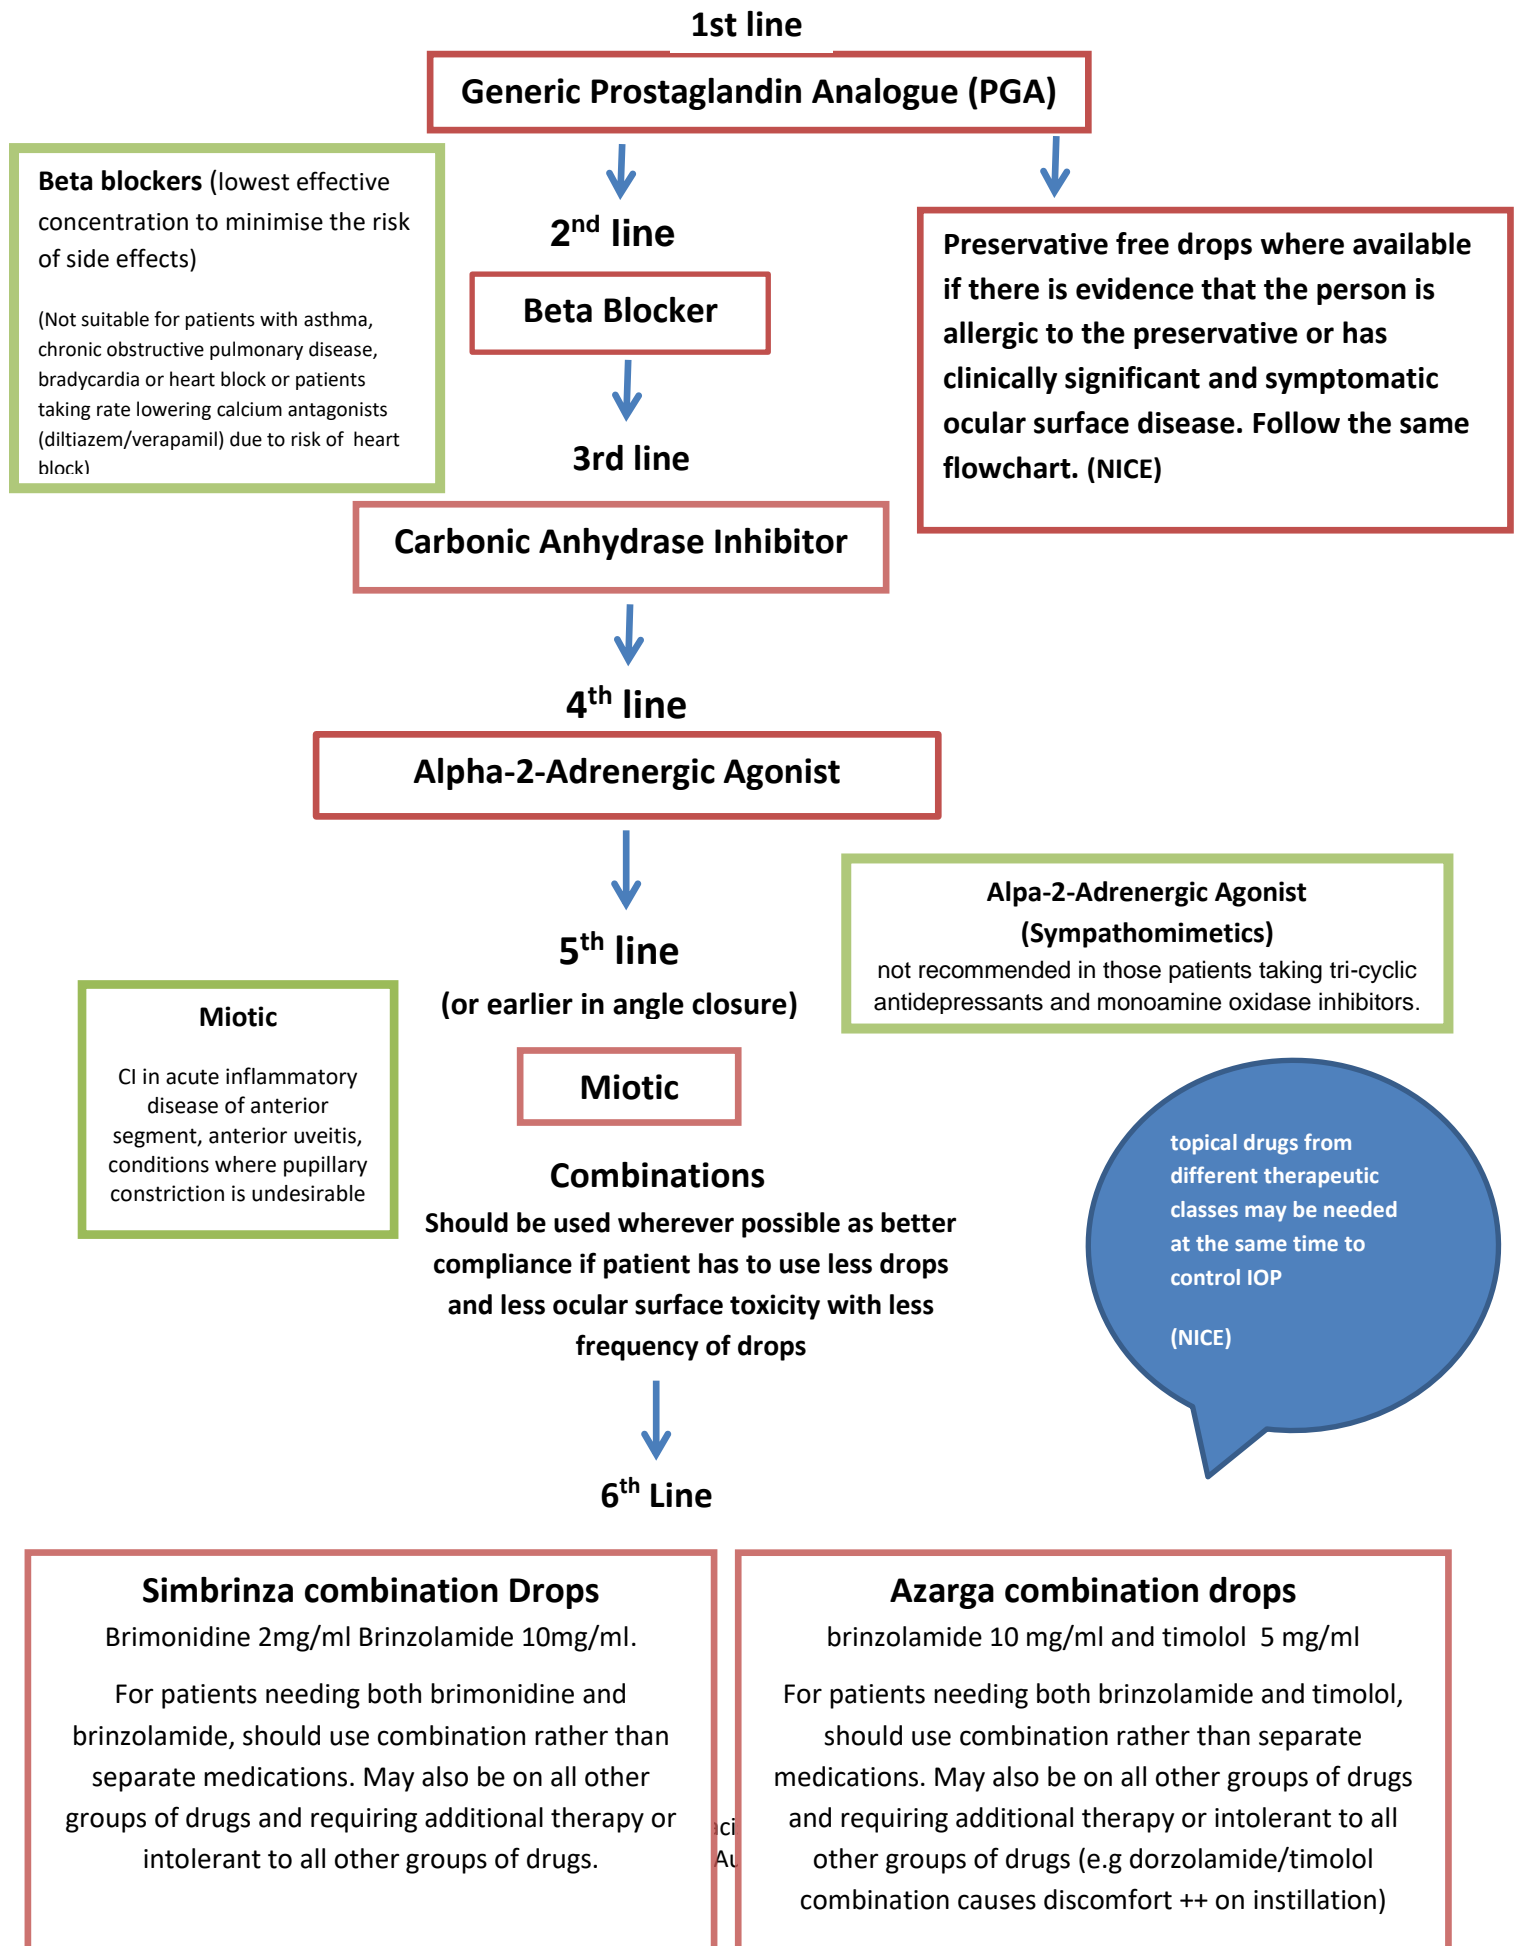 1st line
Generic Prostaglandin Analogue (PGA)
Beta blockers (lowest effective
concentration to minimise the risk
of side effects)
(Not suitable for patients with asthma,
chronic obstructive pulmonary disease,
bradycardia or heart block or patients
taking rate lowering calcium antagonists
(diltiazem/verapamil) due to risk of heart
block)
2nd line
Beta Blocker
Preservative free drops where available
if there is evidence that the person is
allergic to the preservative or has
clinically significant and symptomatic
ocular surface disease. Follow the same
flowchart. (NICE)
3rd line
Carbonic Anhydrase Inhibitor
4th line
Alpha-2-Adrenergic Agonist
Alpa-2-Adrenergic Agonist
(Sympathomimetics)
not recommended in those patients taking tri-cyclic
antidepressants and monoamine oxidase inhibitors.
5th line
(or earlier in angle closure)
Miotic
Miotic
CI in acute inflammatory
disease of anterior
segment, anterior uveitis,
conditions where pupillary
constriction is undesirable
topical drugs from
different therapeutic
classes may be needed
at the same time to
control IOP
(NICE)
Combinations
Should be used wherever possible as better
compliance if patient has to use less drops
and less ocular surface toxicity with less
frequency of drops
6th Line
Simbrinza combination Drops
Brimonidine 2mg/ml Brinzolamide 10mg/ml.
For patients needing both brimonidine and
brinzolamide, should use combination rather than
separate medications. May also be on all other
groups of drugs and requiring additional therapy or
intolerant to all other groups of drugs.
Azarga combination drops
brinzolamide 10 mg/ml and timolol 5 mg/ml
For patients needing both brinzolamide and timolol,
should use combination rather than separate
medications. May also be on all other groups of drugs
and requiring additional therapy or intolerant to all
other groups of drugs (e.g dorzolamide/timolol
combination causes discomfort ++ on instillation)